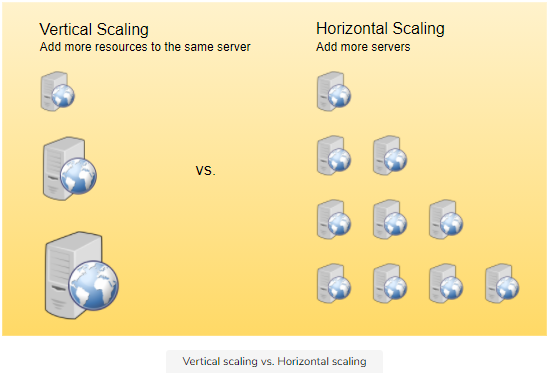 Vertical Scaling
Add more resources to the same server
Horizontal Scaling
Add more servers
vs.
Vertical scaling vs. Horizontal scaling